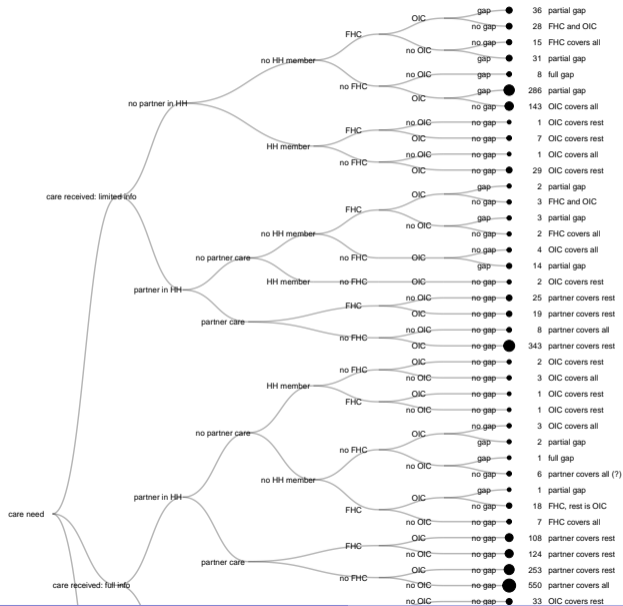 gap 36 partial gap
OIC
no gap 28 FHC and OIC
FHC
no gap 15 FHC covers all
no OIC
gap 31 partial gap
no HH member
no OIC no gap 8 full gap
no FHC
gap 286 partial gap
OIC
no partner in HH
no gap 143 OIC covers all
no OIC no gap 1 OIC covers rest
FHC
OIC no gap 7 OIC covers rest
HH member
no OIC no gap 1 OIC covers all
no FHC
OIC no gap 29 OIC covers rest
gap 2 partial gap
care received: limited info
OIC
no gap 3 FHC and OIC
FHC
gap 3 partial gap
no OIC
no HH member
no gap 2 FHC covers all
no gap 4 OIC covers all
no partner care
no FHC OIC
gap 14 partial gap
HH member no FHC OIC no gap 2 OIC covers rest
partner in HH
no OIC no gap 25 partner covers rest
FHC
OIC no gap 19 partner covers rest
partner care
no OIC no gap 8 partner covers all
no FHC
OIC no gap 343 partner covers rest
OIC no gap 2 OIC covers rest
no FHC
no OIC no gap 3 OIC covers all
HH member
OIC no gap 1 OIC covers rest
FHC
no OIC no gap 1 OIC covers rest
no gap 3 OIC covers all
no partner care
OIC
gap 2 partial gap
no FHC
gap 1 full gap
no OIC
no HH member
no gap 6 partner covers all (?)
gap 1 partial gap
partner in HH
OIC
no gap 18 FHC, rest is OIC
FHC
care need
no OIC no gap 7 FHC covers all
OIC no gap 108 partner covers rest
FHC
no OIC no gap 124 partner covers rest
partner care
OIC no gap 253 partner covers rest
no FHC
care received: full info
no OIC no gap 550 partner covers all
no OIC no gap 33 OIC covers rest